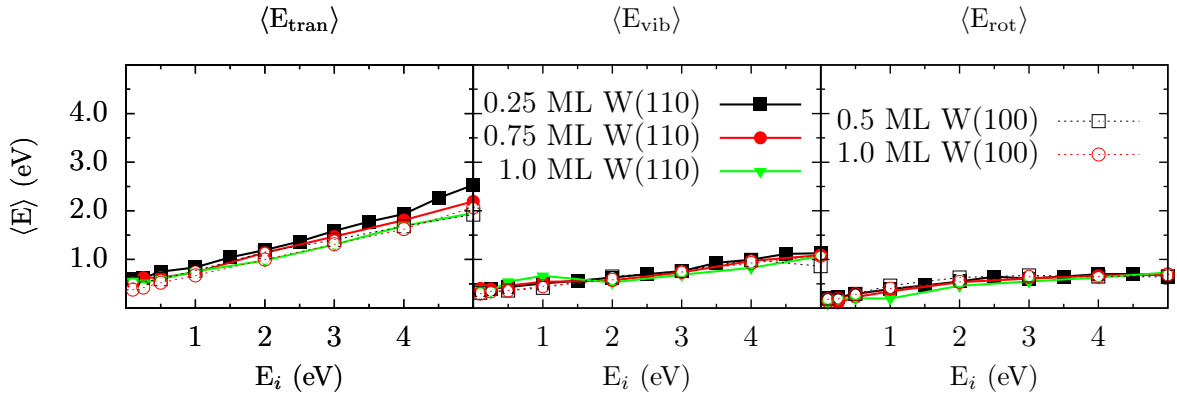 ⟨E_tran⟩ ⟨E_vib⟩ ⟨E_rot⟩
4.0
3.0
2.0
1.0
⟨E⟩ (eV)
0.25 ML W(110)
0.75 ML W(110)
1.0 ML W(110)
0.5 ML W(100)
1.0 ML W(100)
1 2 3 4 1 2 3 4 1 2 3 4
E_i (eV) E_i (eV) E_i (eV)